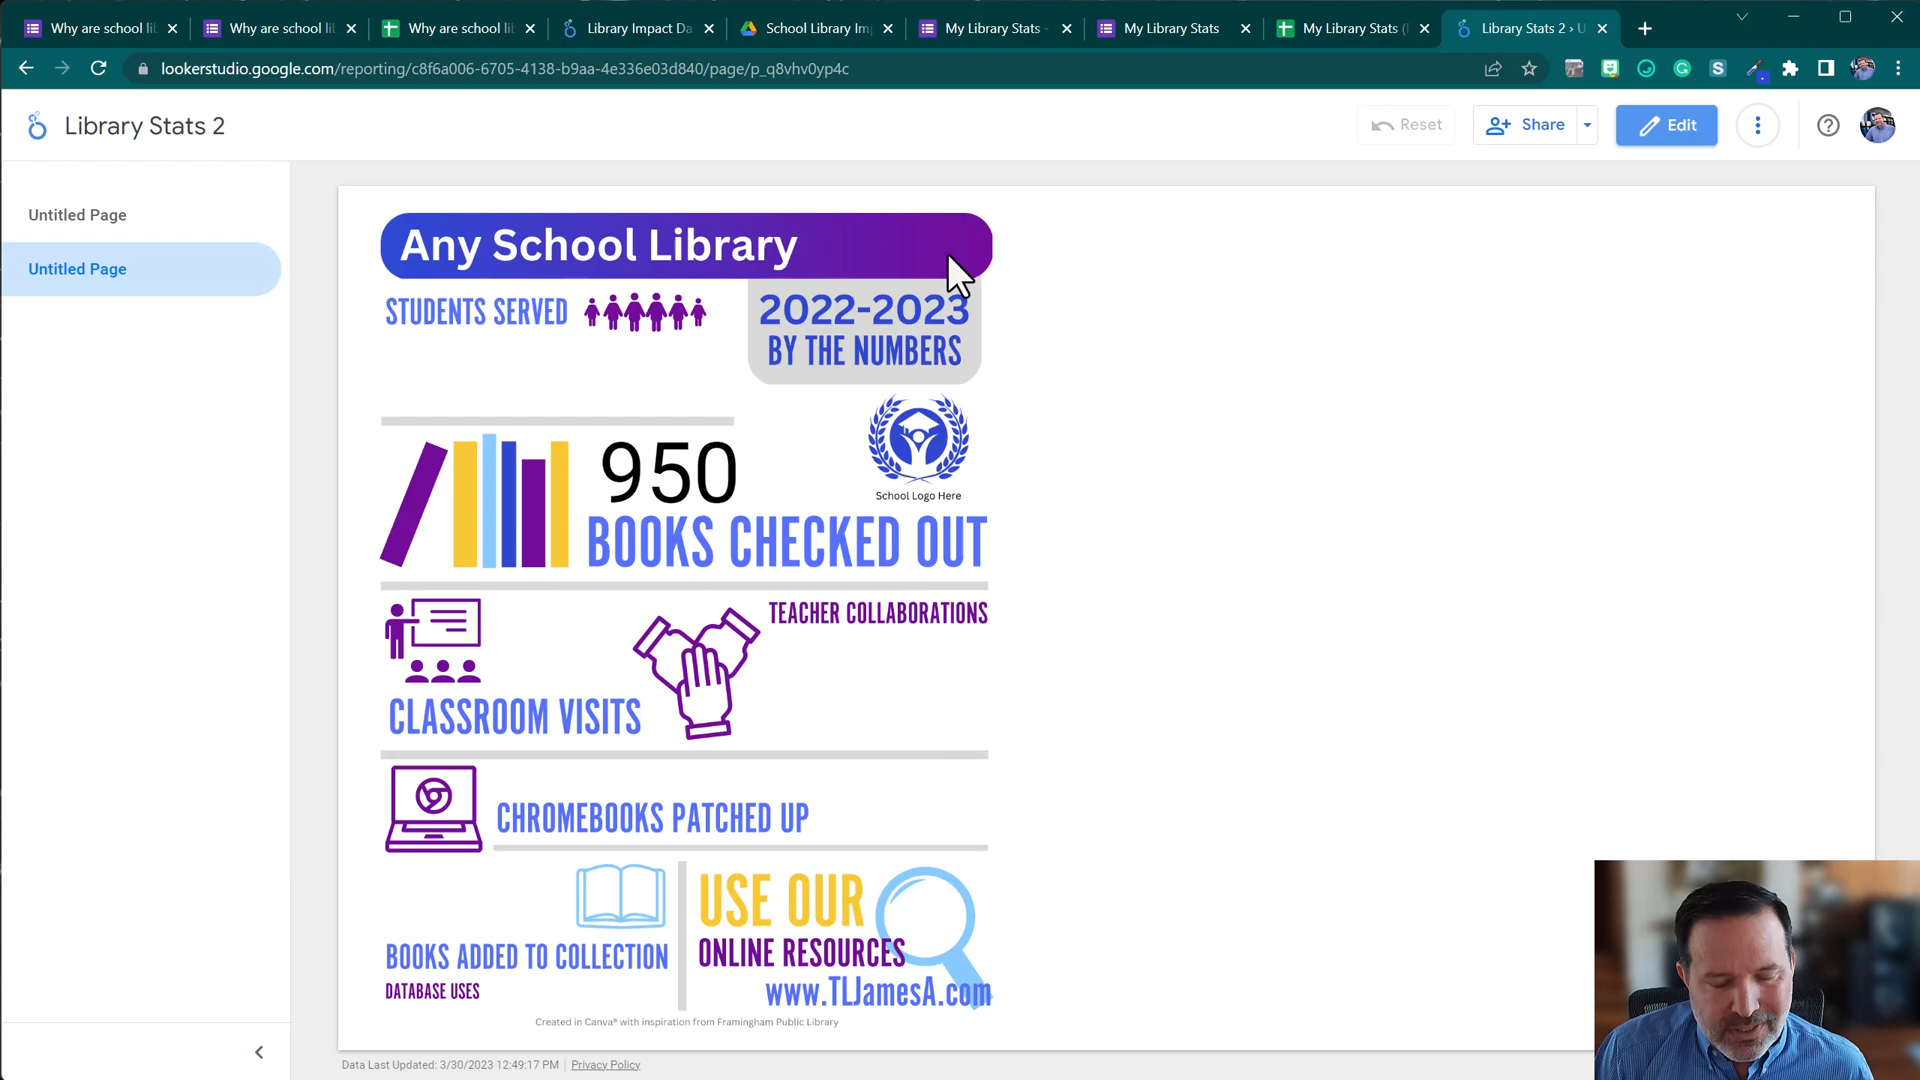 Why are school li
Why are school li
Why are school li
Library Impact Da
School Library Im
My Library Stats -
My Library Stats
My Library Stats (
Library Stats 2 › U
lookerstudio.google.com/reporting/c8f6a006-6705-4138-b9aa-4e336e03d840/page/p_q8vhv0yp4c
Library Stats 2
Reset
Share
Edit
Untitled Page
Untitled Page
Any School Library
STUDENTS SERVED
2022-2023
BY THE NUMBERS
School Logo Here
950
BOOKS CHECKED OUT
TEACHER COLLABORATIONS
CLASSROOM VISITS
CHROMEBOOKS PATCHED UP
BOOKS ADDED TO COLLECTION
DATABASE USES
USE OUR
ONLINE RESOURCES
www.TLJamesA.com
Created in Canva® with inspiration from Framingham Public Library
Data Last Updated: 3/30/2023 12:49:17 PM
Privacy Policy